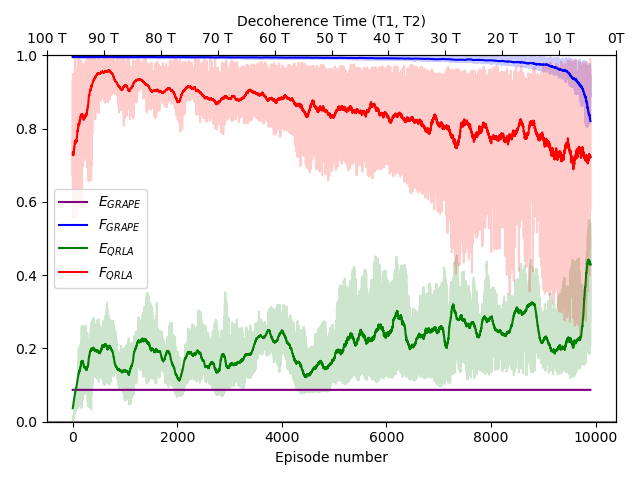 Decoherence Time (T1, T2)
100 T 90 T 80 T 70 T 60 T 50 T 40 T 30 T 20 T 10 T 0T
1.0
0.8
0.6
0.4
0.2
0.0
E_GRAPE
F_GRAPE
E_QRLA
F_QRLA
0 2000 4000 6000 8000 10000
Episode number